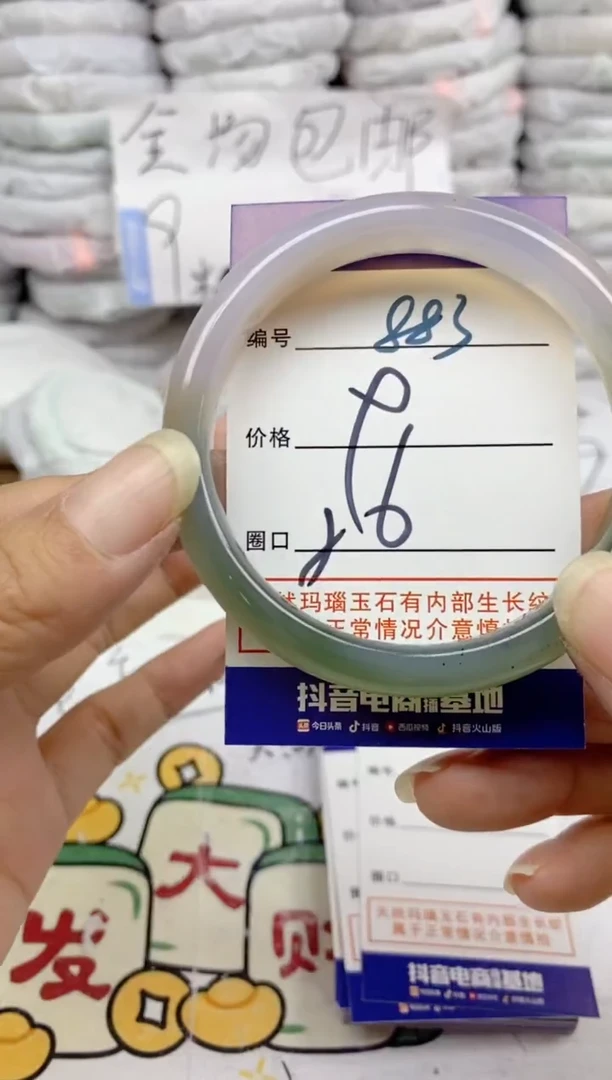 全场包邮
编号 883
价格
圈口
然玛瑙玉石有内部生长纹
正常情况介意慎
抖音电商直播基地
今日头条 抖音 西瓜视频 抖音火山版
大
发
财
价格
圈口
天然玛瑙玉石有内部生长纹
属于正常情况介意慎拍
抖音电商直播基地